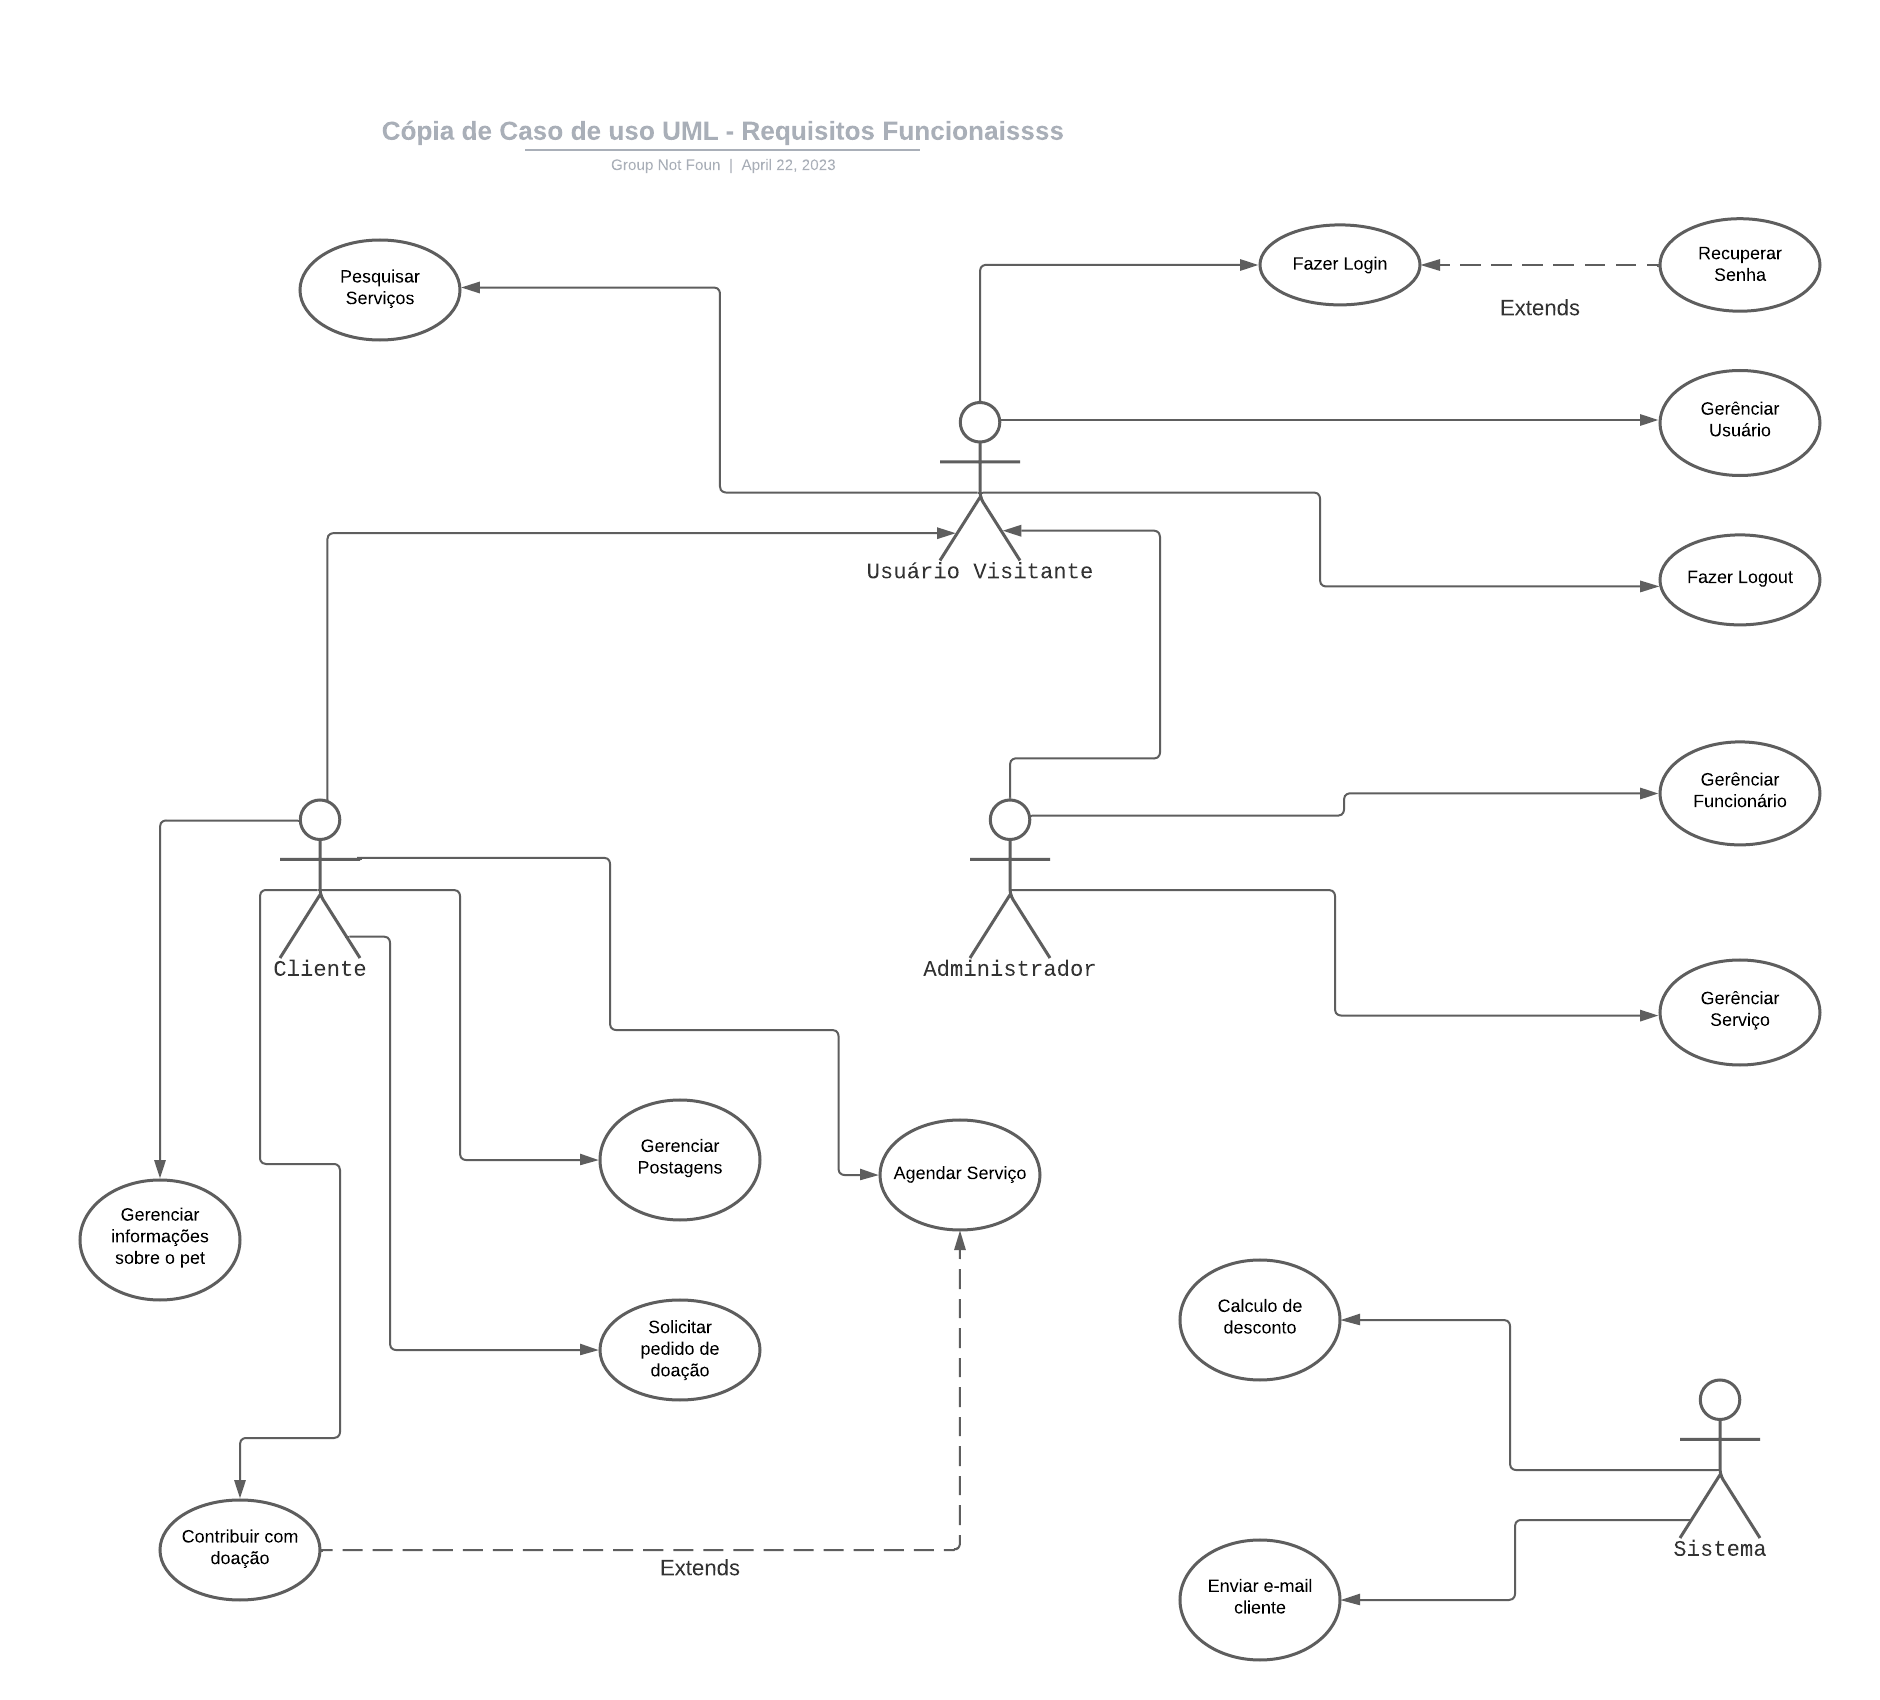 Cópia de Caso de uso UML - Requisitos Funcionaissss
Group Not Foun | April 22, 2023
Pesquisar
Serviços
Fazer Login
Recuperar
Senha
Extends
Gerênciar
Usuário
Usuário Visitante
Fazer Logout
Gerênciar
Funcionário
Cliente
Administrador
Gerênciar
Serviço
Gerenciar
Postagens
Agendar Serviço
Gerenciar
informações
sobre o pet
Solicitar
pedido de
doação
Calculo de
desconto
Contribuir com
doação
Extends
Sistema
Enviar e-mail
cliente